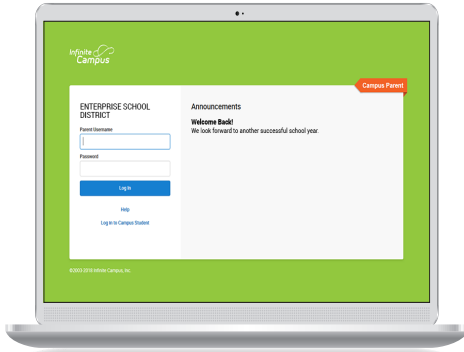 Infinite
Campus
Campus Parent
ENTERPRISE SCHOOL
DISTRICT
Parent Username
Password
Log In
Help
Log in to Campus Student
Announcements
Welcome Back!
We look forward to another successful school year.
©2003-2018 Infinite Campus, Inc.